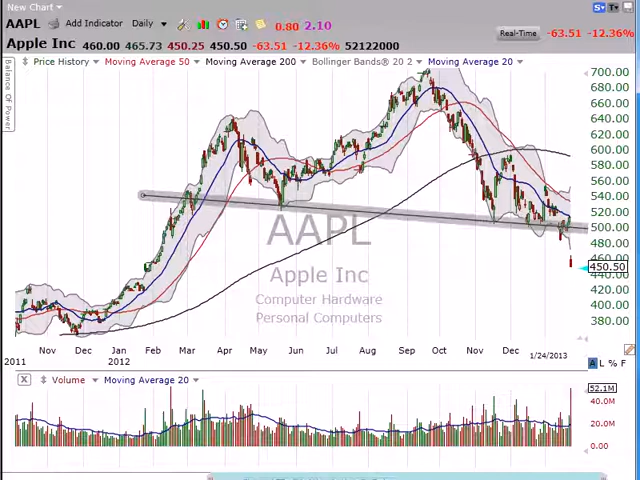 New Chart
AAPL Add Indicator Daily 0.80 2.10
Apple Inc 460.00 465.73 450.25 450.50 -63.51 -12.36% 52122000
Real-Time -63.51 -12.36%
Price History Moving Average 50 Moving Average 200 Bollinger Bands® 20 2 Moving Average 20
Balance Of Power
700.00
680.00
660.00
640.00
620.00
600.00
580.00
560.00
540.00
520.00
500.00
480.00
460.00
450.50
440.00
420.00
400.00
380.00
AAPL
Apple Inc
Computer Hardware
Personal Computers
Nov Dec Feb Mar Apr May Jun Jul Aug Sep Oct Nov Dec 1/24/2013
2011 2012
A L % F
X Volume Moving Average 20
52.1M
40.0M
20.00
0.00